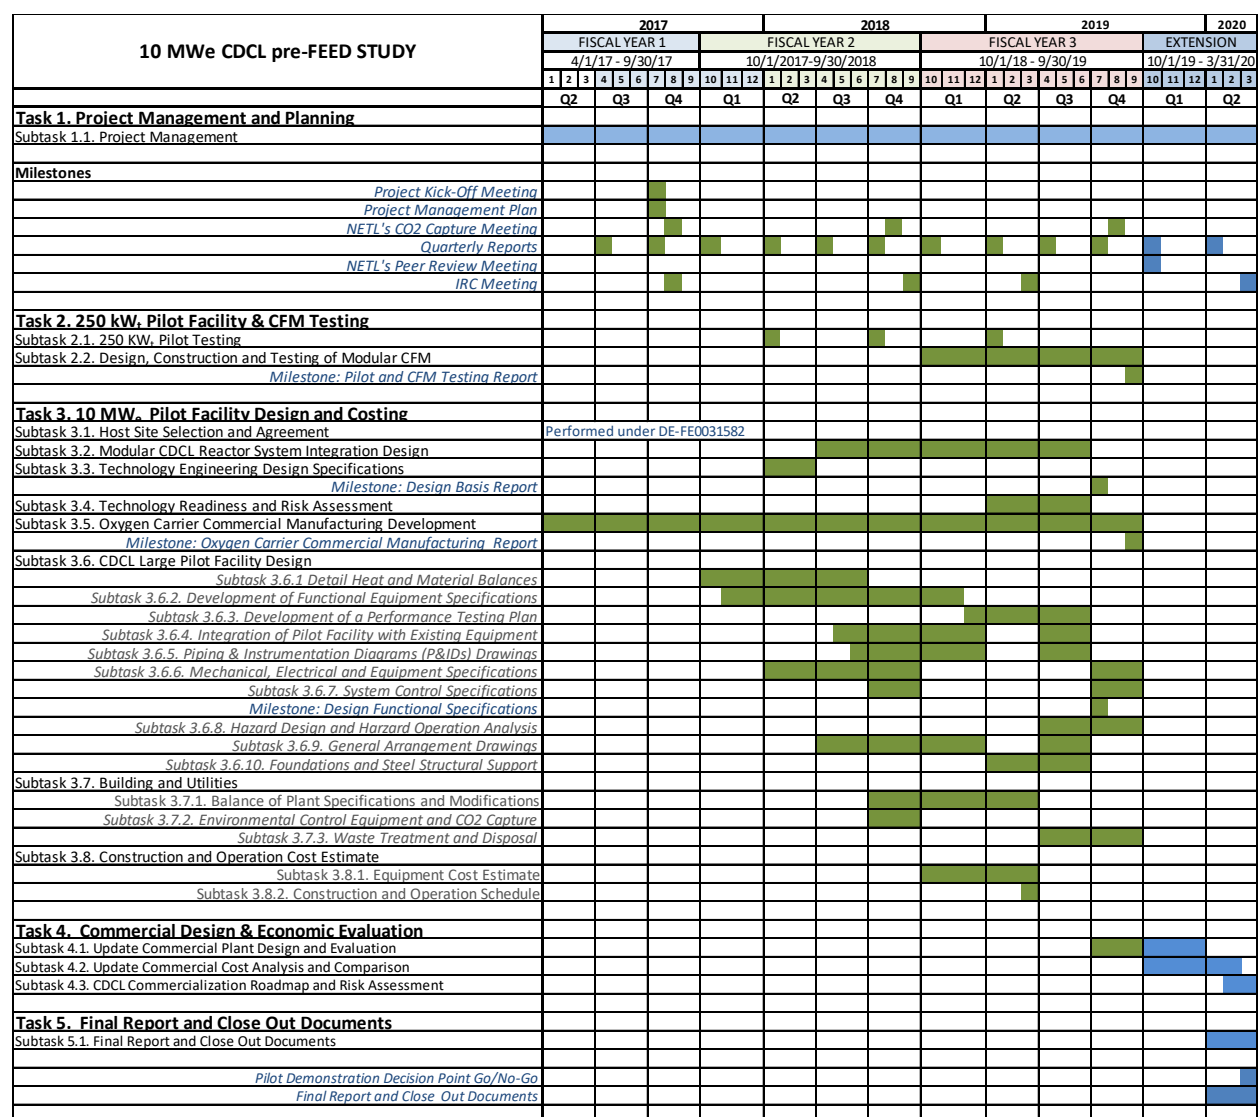 2017 2018 2019 2020
10 MWe CDCL pre-FEED STUDY
FISCAL YEAR 1 FISCAL YEAR 2 FISCAL YEAR 3 EXTENSION
4/1/17 - 9/30/17 10/1/2017-9/30/2018 10/1/18 - 9/30/19 10/1/19 - 3/31/20
1 2 3 4 5 6 7 8 9 10 11 12 1 2 3 4 5 6 7 8 9 10 11 12 1 2 3 4 5 6 7 8 9 10 11 12 1 2 3
Q2 Q3 Q4 Q1 Q2 Q3 Q4 Q1 Q2 Q3 Q4 Q1 Q2
Task 1. Project Management and Planning
Subtask 1.1. Project Management
Milestones
Project Kick-Off Meeting
Project Management Plan
NETL's CO2 Capture Meeting
Quarterly Reports
NETL's Peer Review Meeting
IRC Meeting
Task 2. 250 kWt Pilot Facility & CFM Testing
Subtask 2.1. 250 KWt Pilot Testing
Subtask 2.2. Design, Construction and Testing of Modular CFM
Milestone: Pilot and CFM Testing Report
Task 3. 10 MWe Pilot Facility Design and Costing
Subtask 3.1. Host Site Selection and Agreement Performed under DE-FE0031582
Subtask 3.2. Modular CDCL Reactor System Integration Design
Subtask 3.3. Technology Engineering Design Specifications
Milestone: Design Basis Report
Subtask 3.4. Technology Readiness and Risk Assessment
Subtask 3.5. Oxygen Carrier Commercial Manufacturing Development
Milestone: Oxygen Carrier Commercial Manufacturing Report
Subtask 3.6. CDCL Large Pilot Facility Design
Subtask 3.6.1 Detail Heat and Material Balances
Subtask 3.6.2. Development of Functional Equipment Specifications
Subtask 3.6.3. Development of a Performance Testing Plan
Subtask 3.6.4. Integration of Pilot Facility with Existing Equipment
Subtask 3.6.5. Piping & Instrumentation Diagrams (P&IDs) Drawings
Subtask 3.6.6. Mechanical, Electrical and Equipment Specifications
Subtask 3.6.7. System Control Specifications
Milestone: Design Functional Specifications
Subtask 3.6.8. Hazard Design and Harzard Operation Analysis
Subtask 3.6.9. General Arrangement Drawings
Subtask 3.6.10. Foundations and Steel Structural Support
Subtask 3.7. Building and Utilities
Subtask 3.7.1. Balance of Plant Specifications and Modifications
Subtask 3.7.2. Environmental Control Equipment and CO2 Capture
Subtask 3.7.3. Waste Treatment and Disposal
Subtask 3.8. Construction and Operation Cost Estimate
Subtask 3.8.1. Equipment Cost Estimate
Subtask 3.8.2. Construction and Operation Schedule
Task 4. Commercial Design & Economic Evaluation
Subtask 4.1. Update Commercial Plant Design and Evaluation
Subtask 4.2. Update Commercial Cost Analysis and Comparison
Subtask 4.3. CDCL Commercialization Roadmap and Risk Assessment
Task 5. Final Report and Close Out Documents
Subtask 5.1. Final Report and Close Out Documents
Pilot Demonstration Decision Point Go/No-Go
Final Report and Close Out Documents